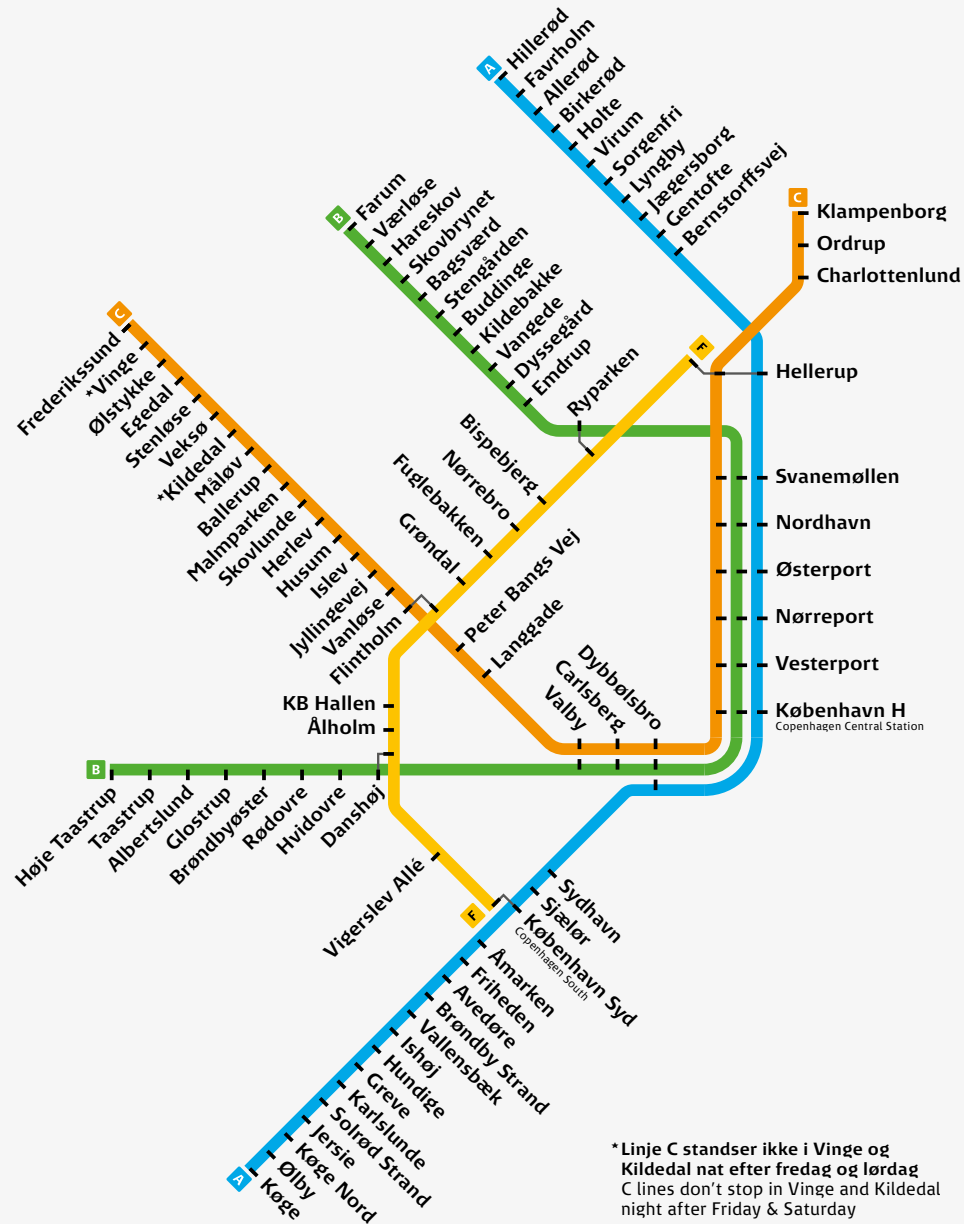 A
Hillerød
Favrholm
Allerød
Birkerød
Holte
Virum
Sorgenfri
Lyngby
Jægersborg
Gentofte
Bernstorffsvej
C
Klampenborg
Ordrup
Charlottenlund
B
Farum
Værløse
Hareskov
Skovbrynet
Bagsværd
Stengården
Buddinge
Kildebakke
Vangede
Dyssegård
Emdrup
Ryparken
F
Hellerup
Svanemøllen
Nordhavn
Østerport
Nørreport
Vesterport
København H
Copenhagen Central Station
C
Frederikssund
*Vinge
Ølstykke
Egedal
Stenløse
Veksø
*Kildedal
Måløv
Ballerup
Malmparken
Skovlunde
Herlev
Husum
Islev
Jyllingevej
Vanløse
Flintholm
Bispebjerg
Nørrebro
Fuglebakken
Grøndal
Peter Bangs Vej
Langgade
Valby
Carlsberg
Dybbølsbro
KB Hallen
Ålholm
B
Høje Taastrup
Taastrup
Albertslund
Glostrup
Brøndbyøster
Rødovre
Hvidovre
Danshøj
Vigerslev Allé
F
Sydhavn
Sjælør
København Syd
Copenhagen South
Åmarken
Friheden
Avedøre
Brøndby Strand
Vallensbæk
Ishøj
Hundige
Greve
Karlslunde
Solrød Strand
Jersie
Køge Nord
Ølby
Køge
A
*Linje C standser ikke i Vinge og
Kildedal nat efter fredag og lørdag
C lines don't stop in Vinge and Kildedal
night after Friday & Saturday